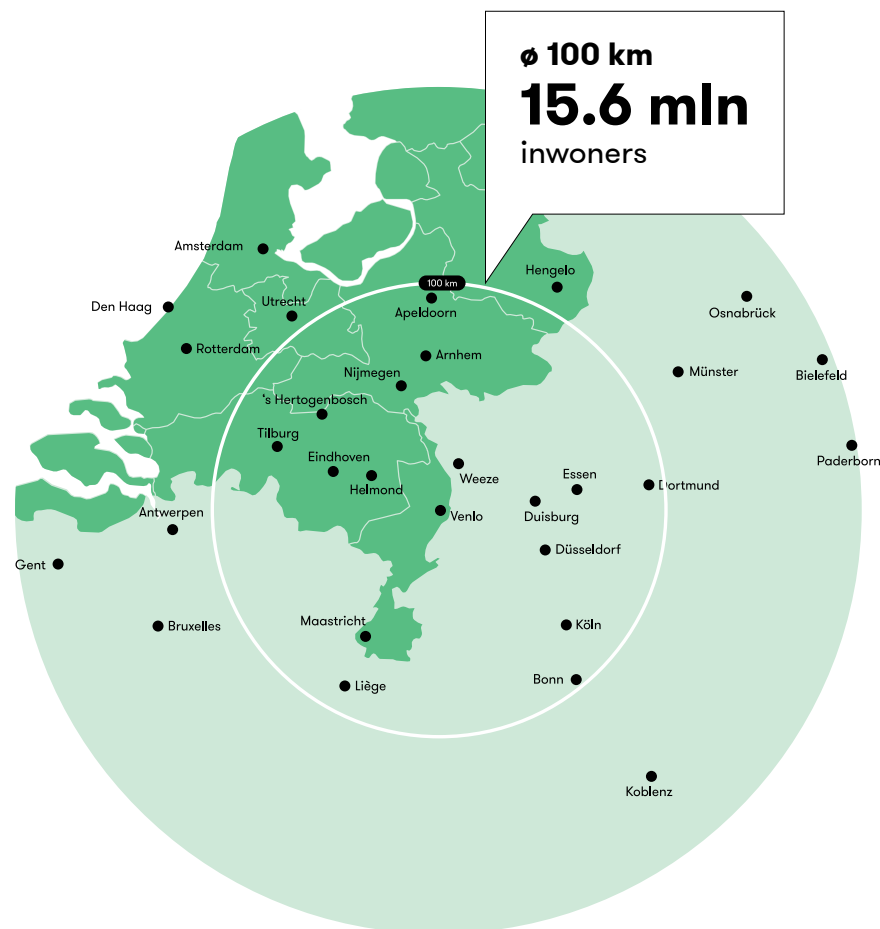 ø 100 km
15.6 mln
inwoners
Amsterdam
Hengelo
100 km
Den Haag
Utrecht
Apeldoorn
Osnabrück
Rotterdam
Arnhem
Nijmegen
Münster
Bielefeld
's Hertogenbosch
Tilburg
Eindhoven
Weeze
Essen
Paderborn
Helmond
Dortmund
Antwerpen
Venlo
Duisburg
Düsseldorf
Gent
Maastricht
Köln
Bruxelles
Bonn
Liège
Koblenz